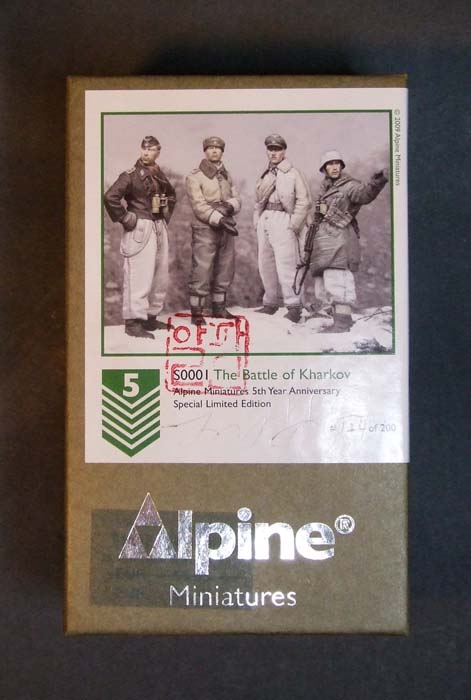 © 2009 Alpine Miniatures
5
S0001 The Battle of Kharkov
Alpine Miniatures 5th Year Anniversary
Special Limited Edition
# of 200
Alpine®
Miniatures